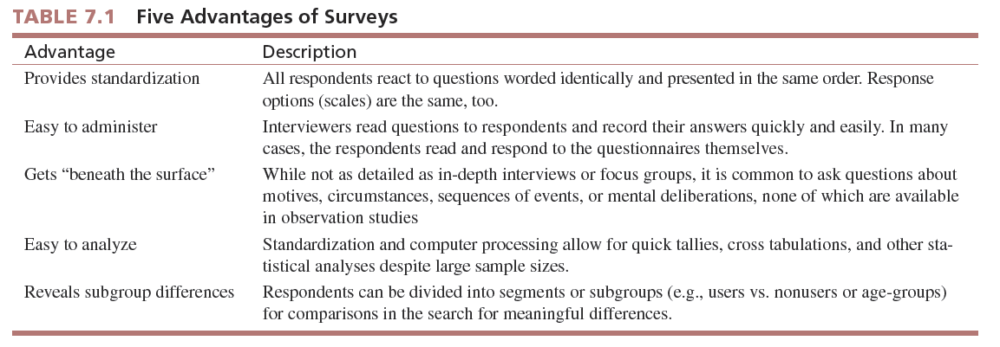 TABLE 7.1 Five Advantages of Surveys
Advantage Description
Provides standardization All respondents react to questions worded identically and presented in the same order. Response
options (scales) are the same, too.
Easy to administer Interviewers read questions to respondents and record their answers quickly and easily. In many
cases, the respondents read and respond to the questionnaires themselves.
Gets “beneath the surface” While not as detailed as in-depth interviews or focus groups, it is common to ask questions about
motives, circumstances, sequences of events, or mental deliberations, none of which are available
in observation studies
Easy to analyze Standardization and computer processing allow for quick tallies, cross tabulations, and other sta-
tistical analyses despite large sample sizes.
Reveals subgroup differences Respondents can be divided into segments or subgroups (e.g., users vs. nonusers or age-groups)
for comparisons in the search for meaningful differences.